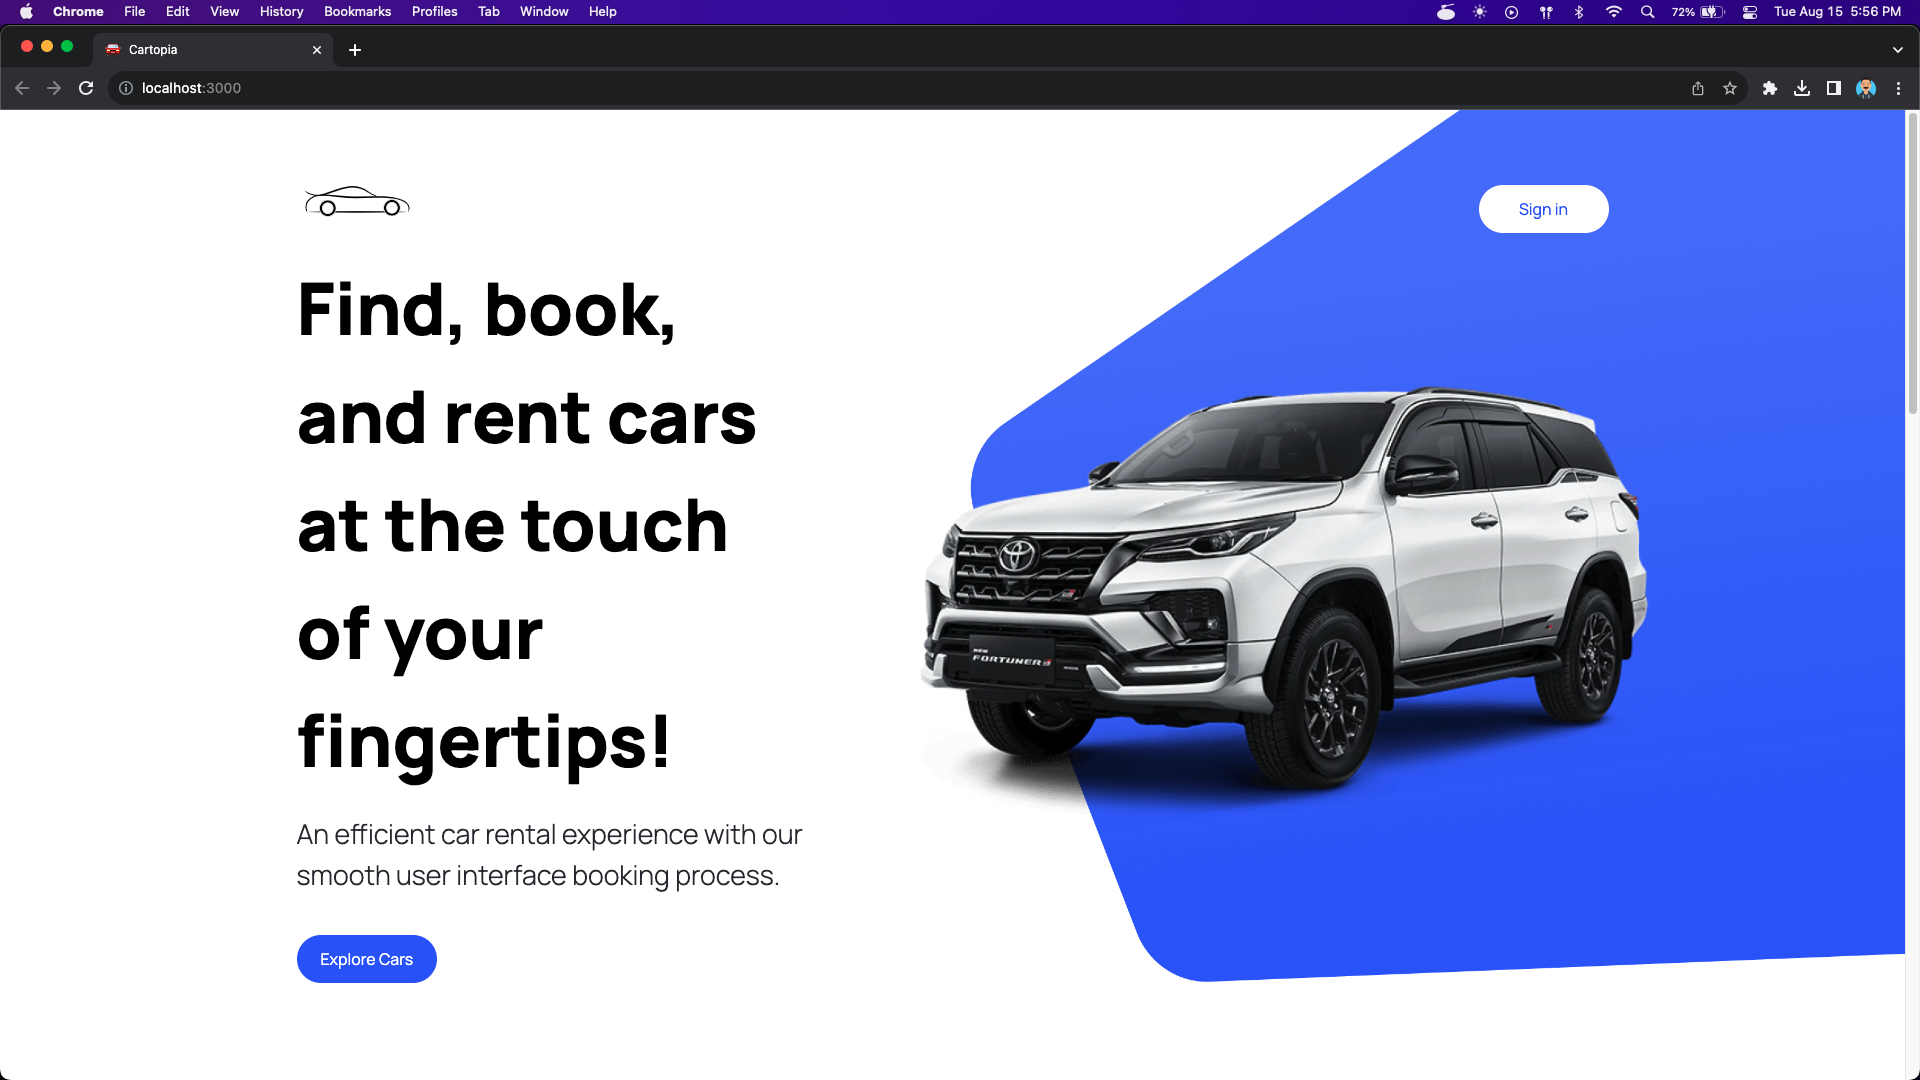 Chrome File Edit View History Bookmarks Profiles Tab Window Help 72% Tue Aug 15 5:56 PM
Cartopia
localhost:3000
Sign in
Find, book,
and rent cars
at the touch
of your
fingertips!
NEW
FORTUNER
An efficient car rental experience with our
smooth user interface booking process.
Explore Cars